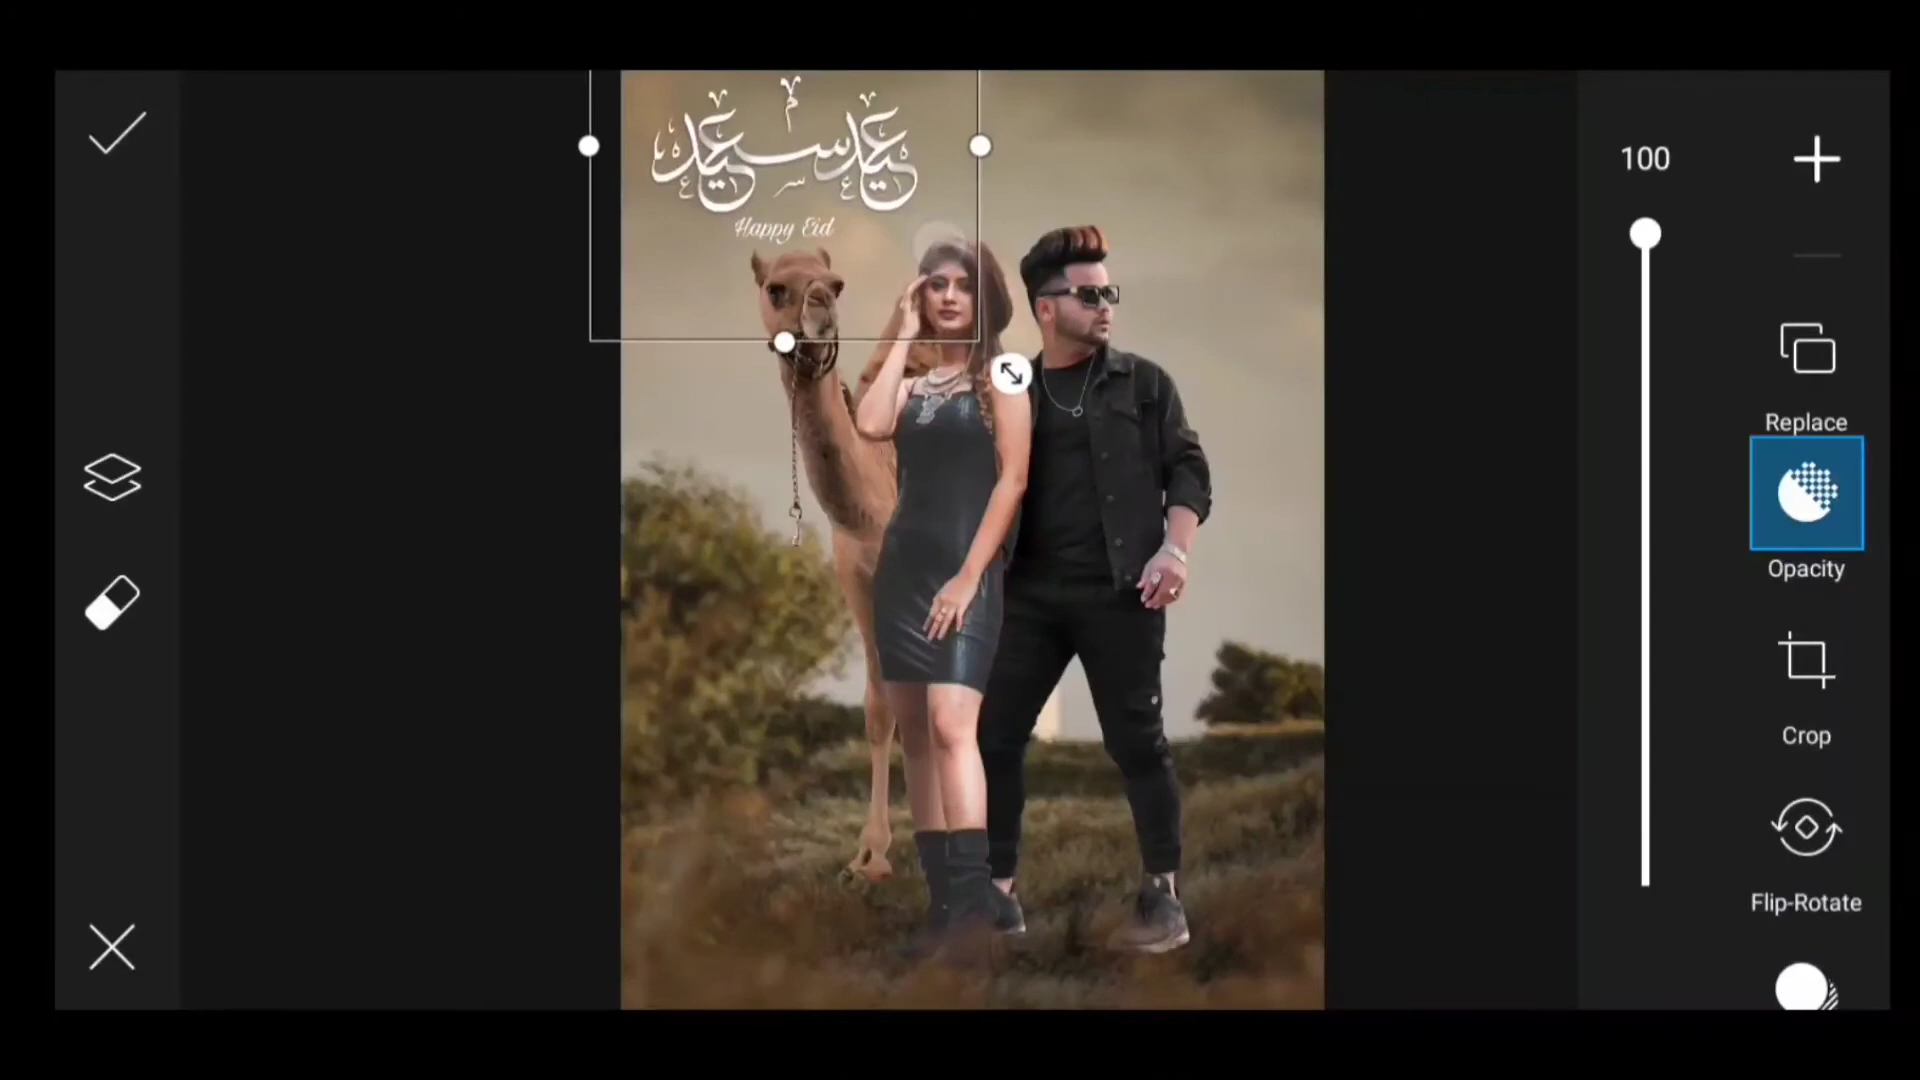 عيد سعيد
Happy Eid
100
Replace
Opacity
Crop
Flip-Rotate